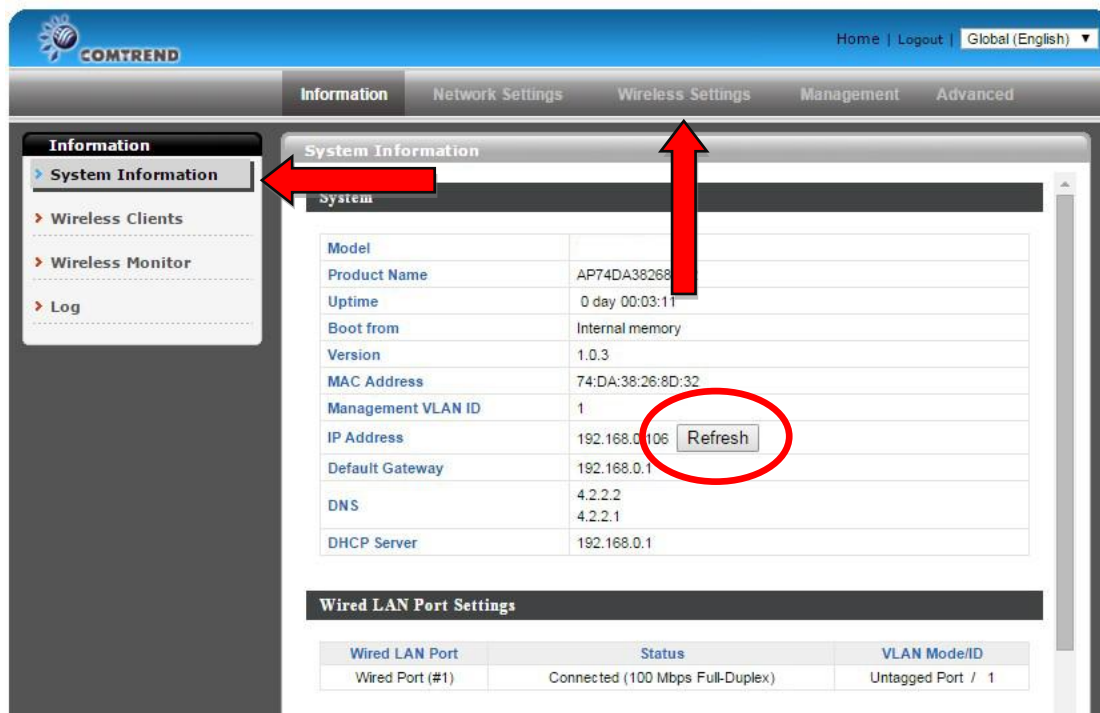 COMTREND
Home | Logout | Global (English)
Information Network Settings Wireless Settings Management Advanced
Information
System Information
Wireless Clients
Wireless Monitor
Log
System Information
System
Model
Product Name AP74DA38268
Uptime 0 day 00:03:11
Boot from Internal memory
Version 1.0.3
MAC Address 74:DA:38:26:8D:32
Management VLAN ID 1
IP Address 192.168.0.106 Refresh
Default Gateway 192.168.0.1
DNS 4.2.2.2
4.2.2.1
DHCP Server 192.168.0.1
Wired LAN Port Settings
Wired LAN Port Status VLAN Mode/ID
Wired Port (#1) Connected (100 Mbps Full-Duplex) Untagged Port / 1